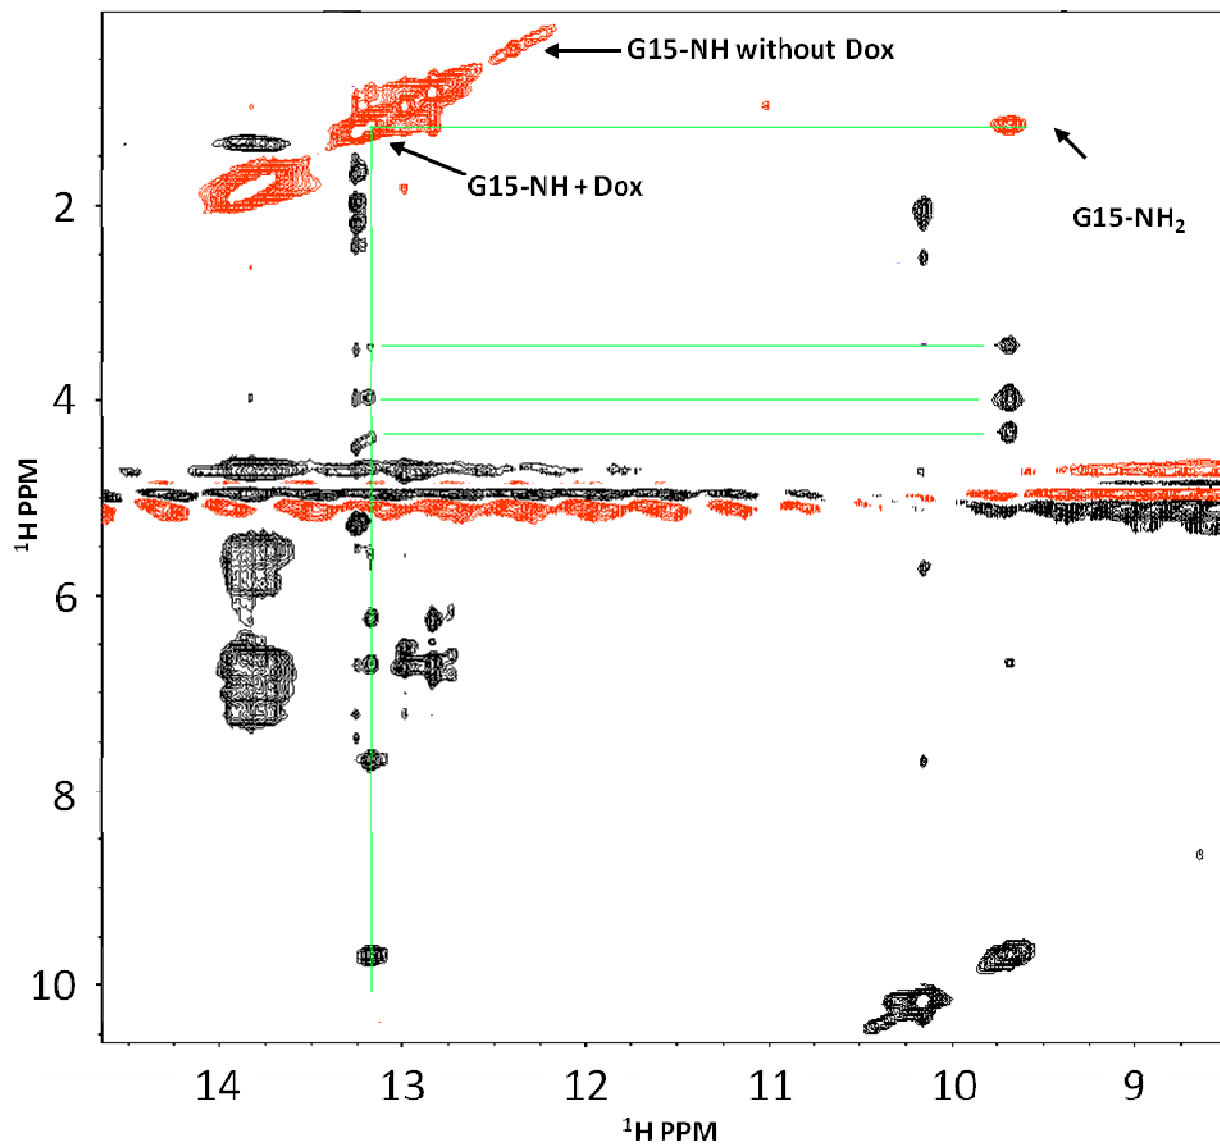 G15-NH without Dox
G15-NH + Dox
G15-NH₂
2
4
6
8
10
¹H PPM
14
13
12
11
10
9
¹H PPM